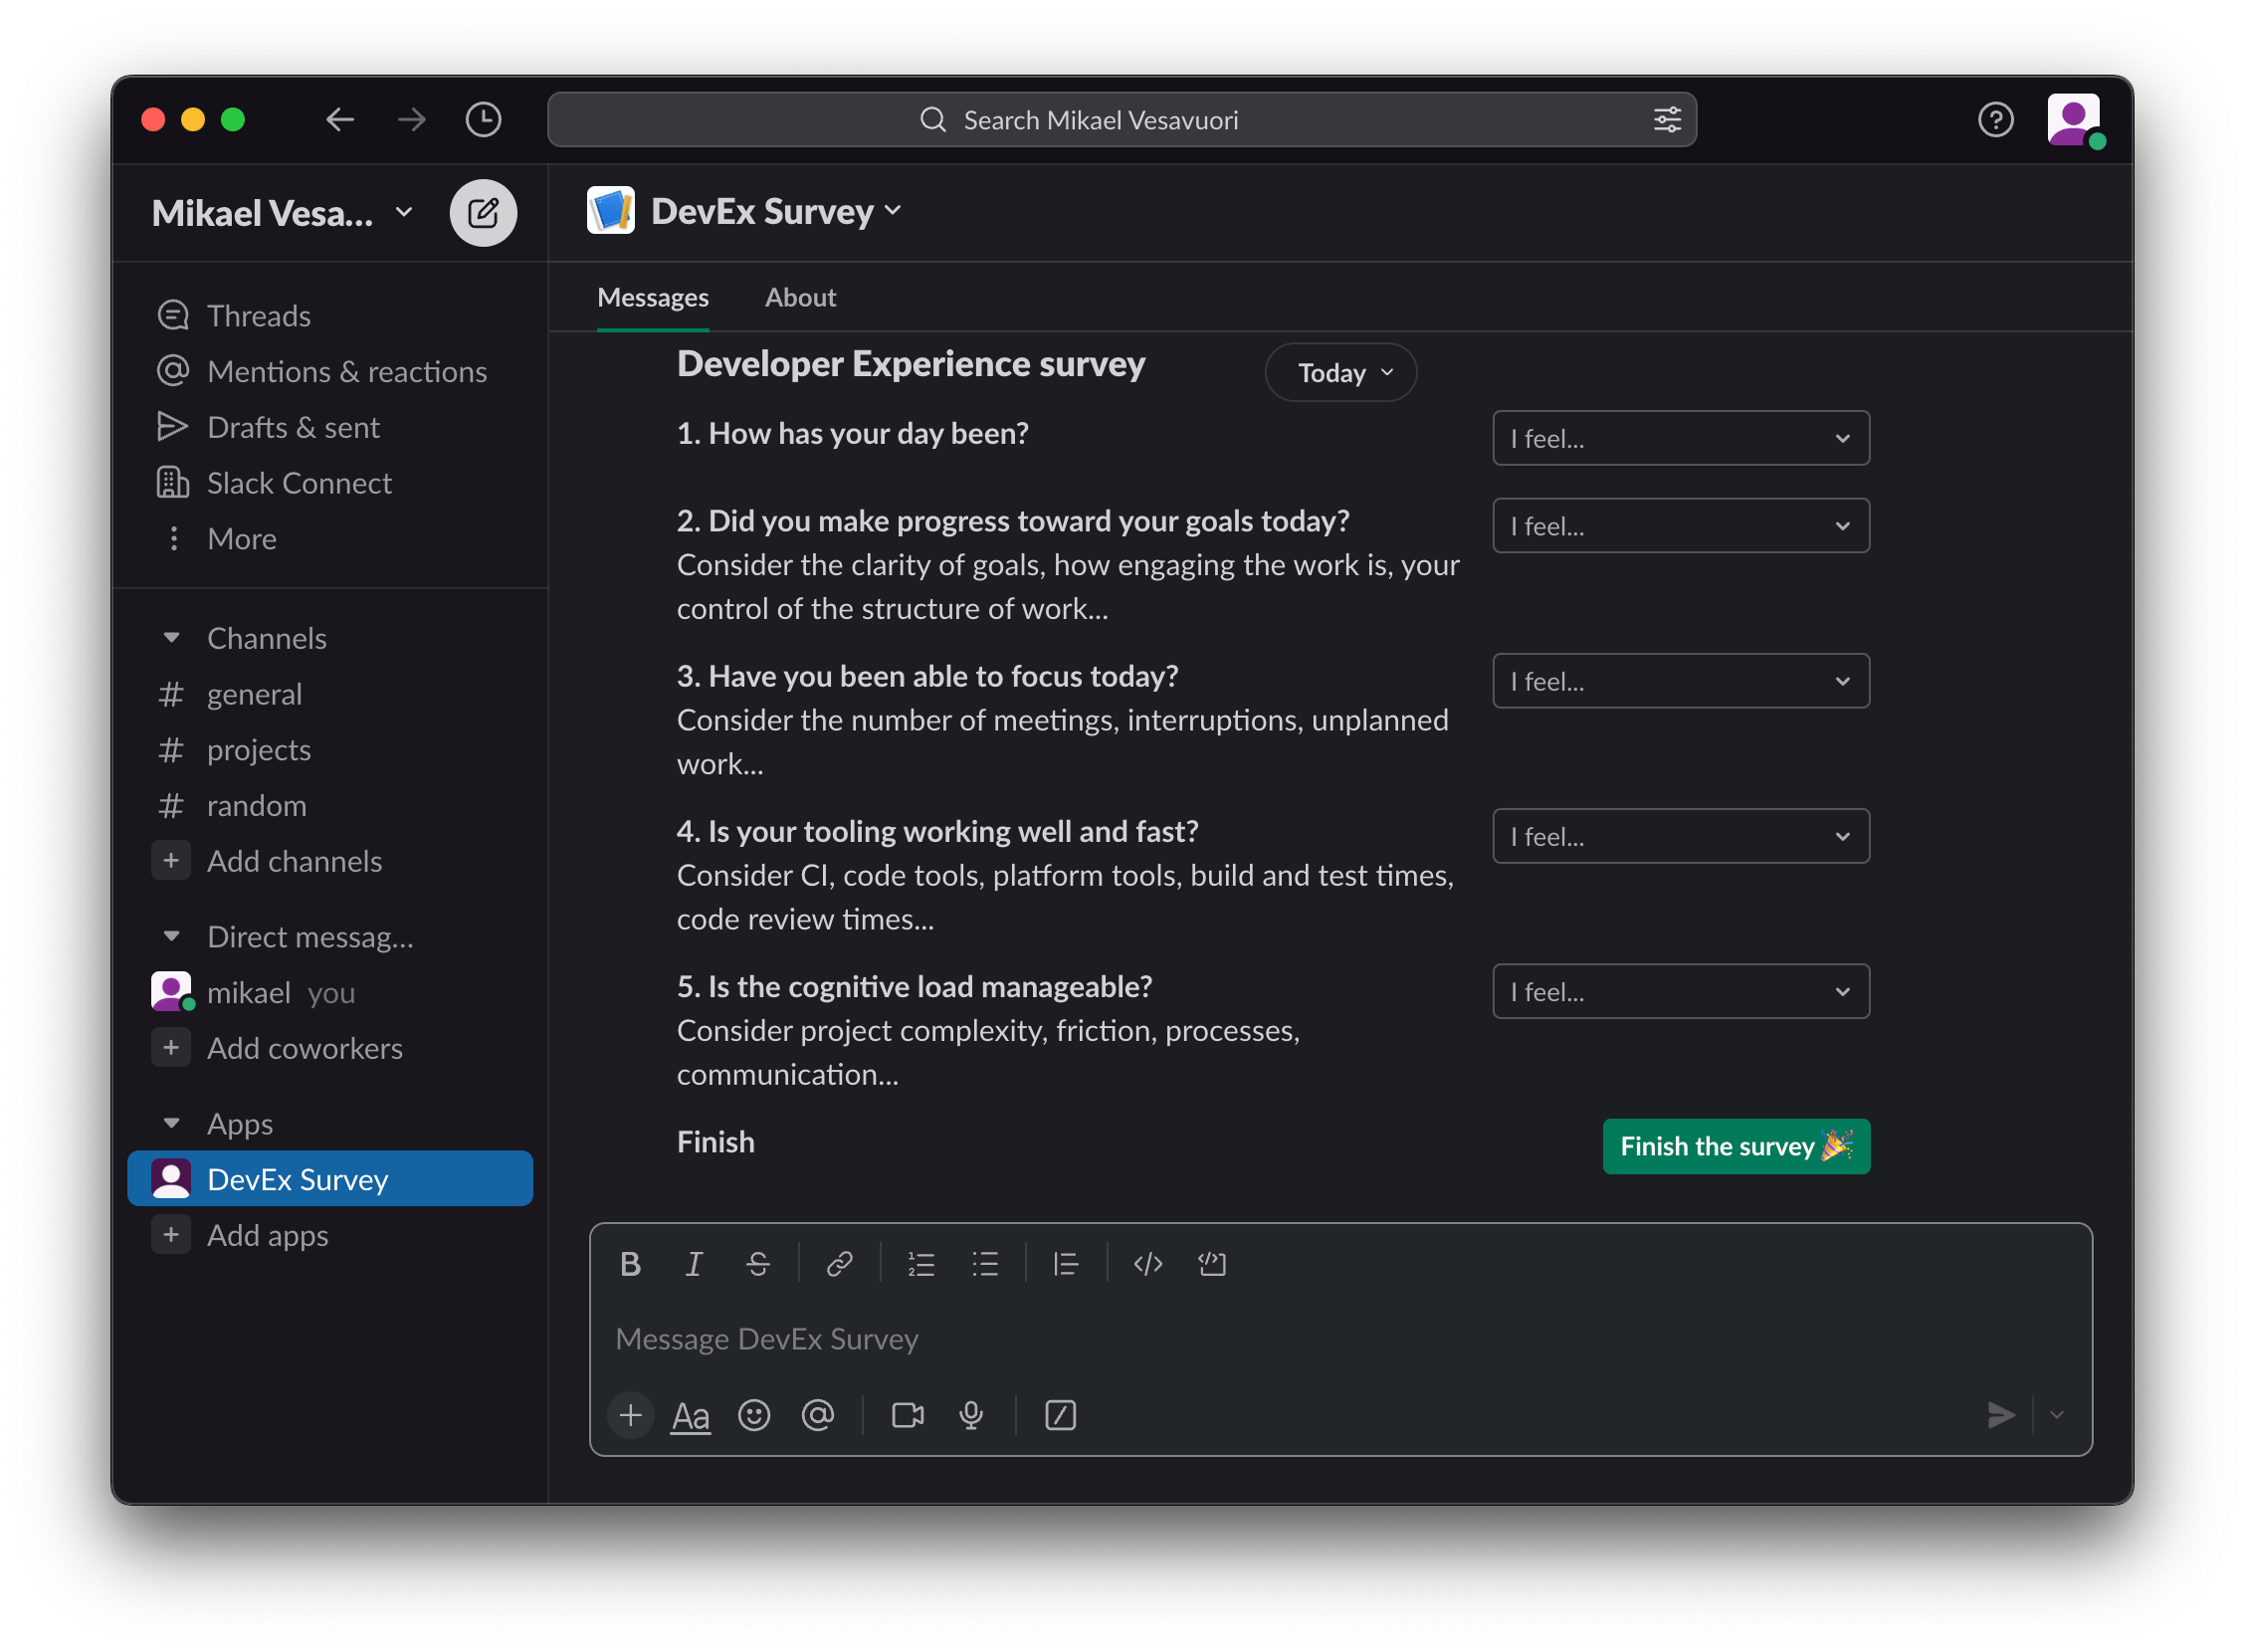 Search Mikael Vesavuori
Mikael Vesa...
Threads
Mentions & reactions
Drafts & sent
Slack Connect
More
Channels
# general
# projects
# random
+ Add channels
Direct messag...
mikael you
+ Add coworkers
Apps
DevEx Survey
+ Add apps
DevEx Survey
Messages About
Developer Experience survey
Today
1. How has your day been?
I feel...
2. Did you make progress toward your goals today?
I feel...
Consider the clarity of goals, how engaging the work is, your
control of the structure of work...
3. Have you been able to focus today?
I feel...
Consider the number of meetings, interruptions, unplanned
work...
4. Is your tooling working well and fast?
I feel...
Consider CI, code tools, platform tools, build and test times,
code review times...
5. Is the cognitive load manageable?
I feel...
Consider project complexity, friction, processes,
communication...
Finish
Finish the survey 🎉
Message DevEx Survey
Aa